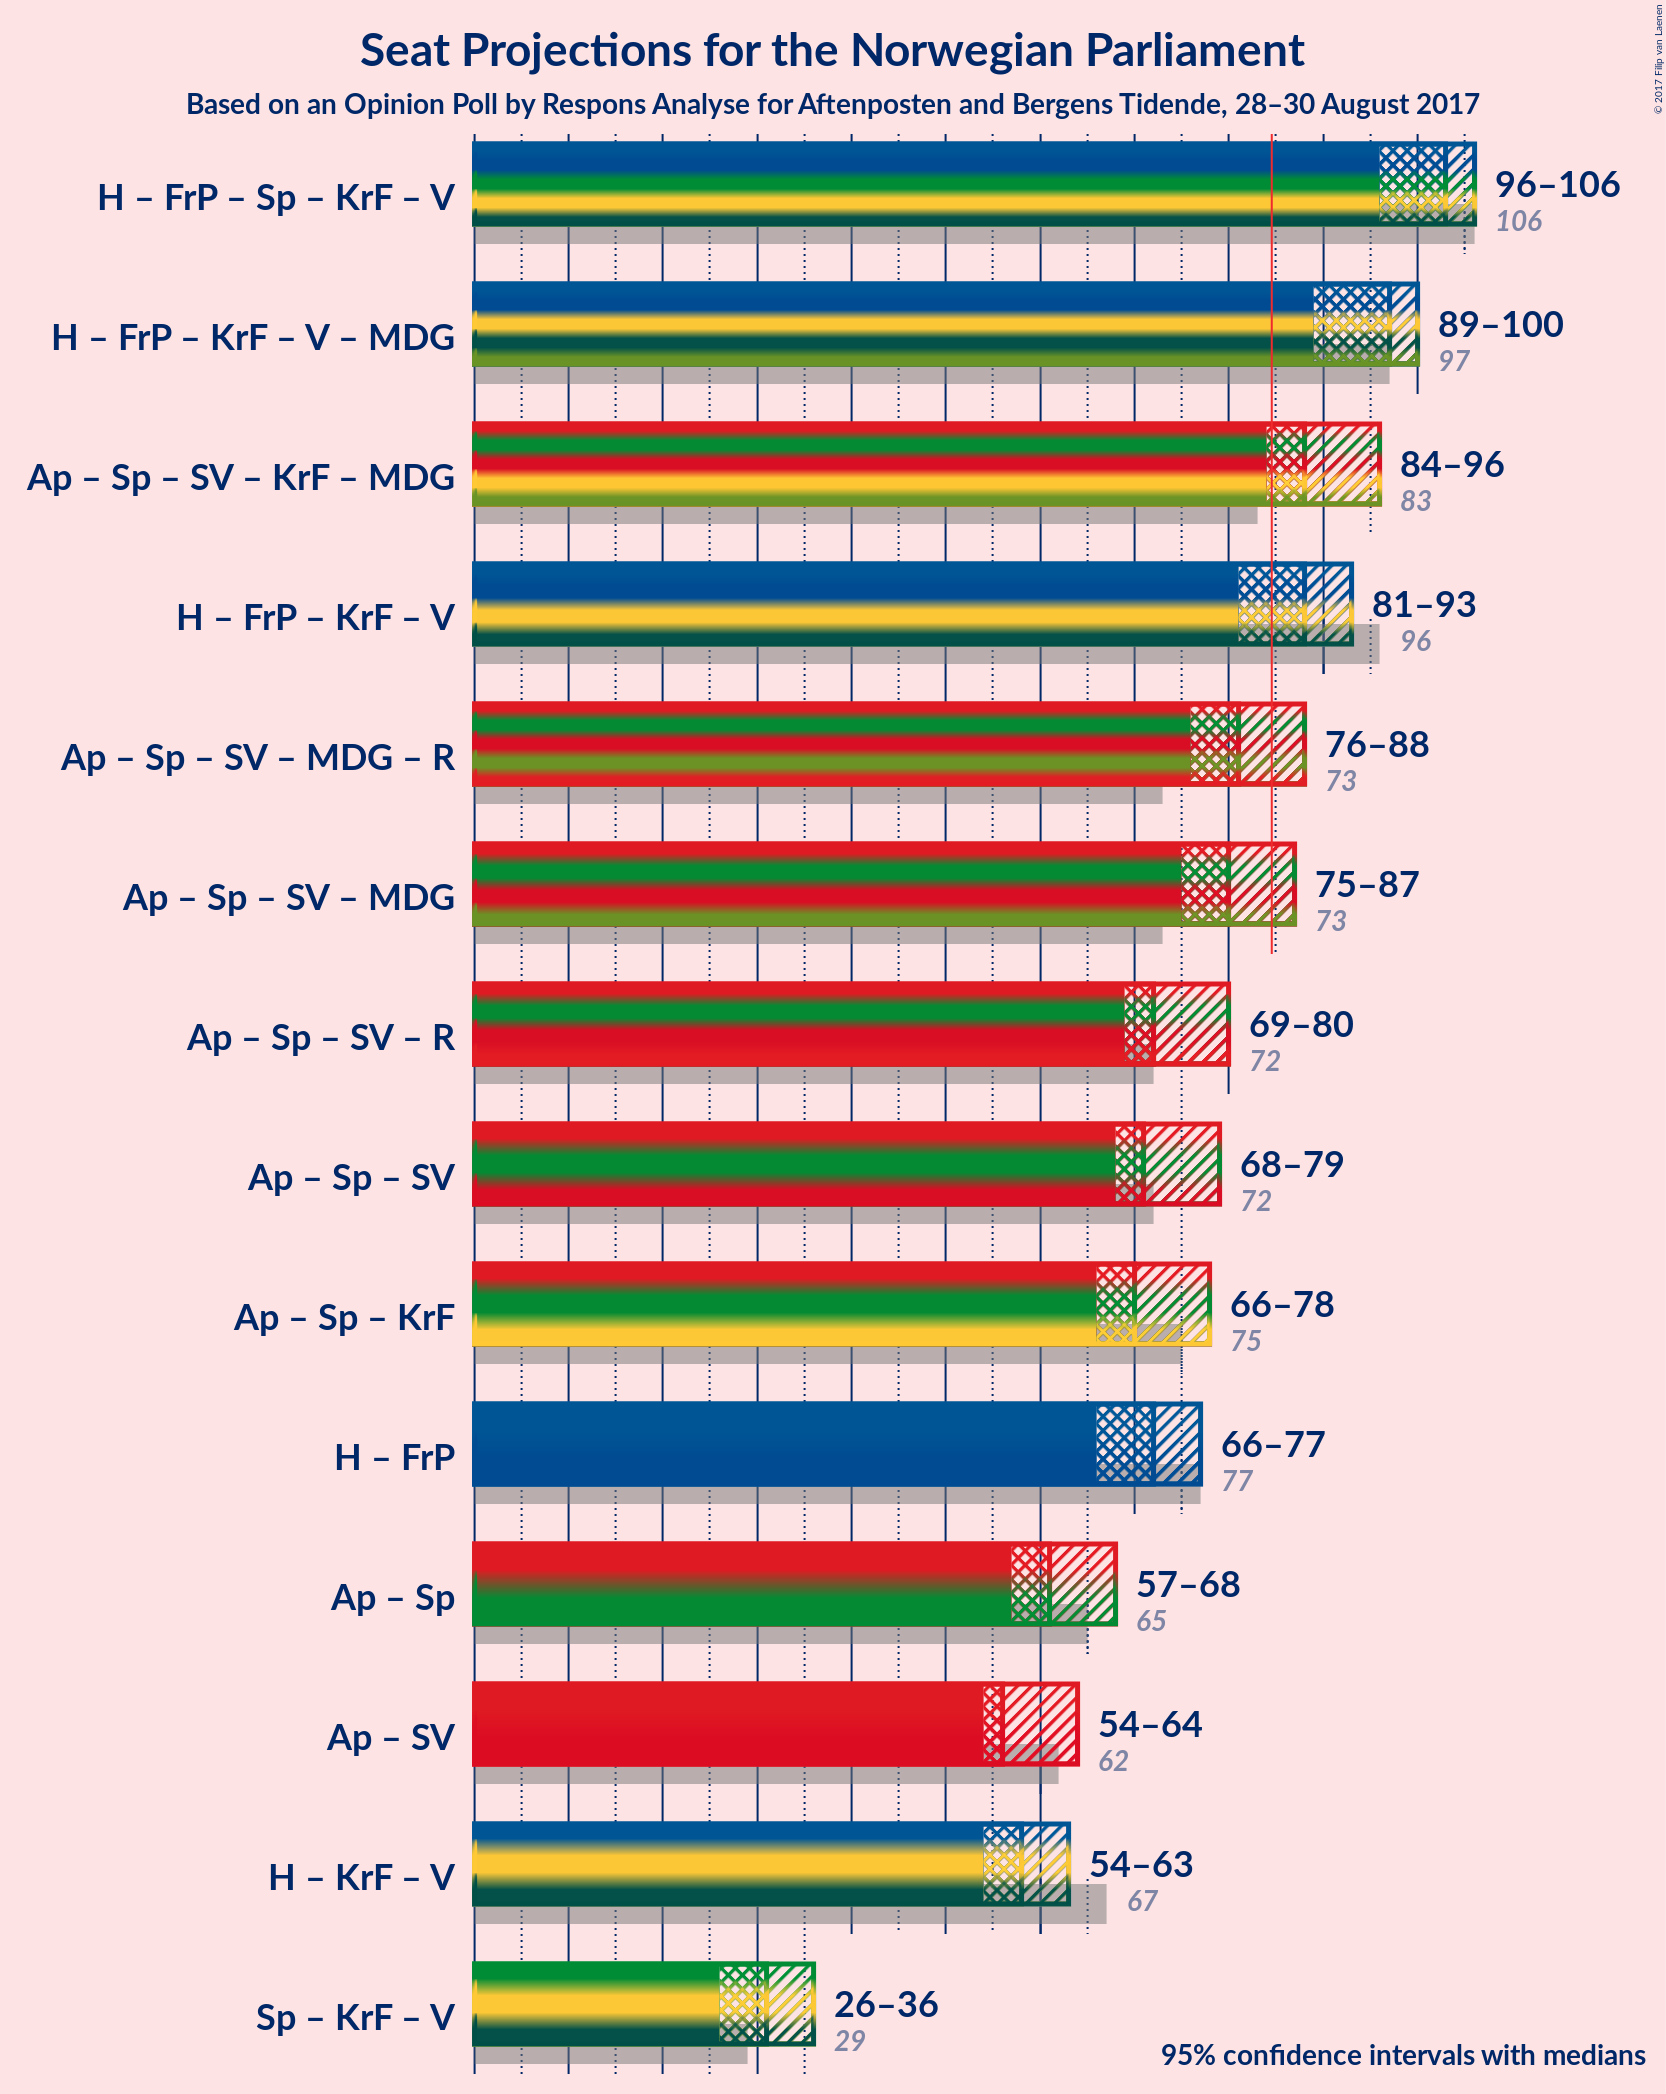 Seat Projections for the Norwegian Parliament
Based on an Opinion Poll by Respons Analyse for Aftenposten and Bergens Tidende, 28–30 August 2017
© 2017 Filip van Laenen
H – FrP – Sp – KrF – V
96–106
106
H – FrP – KrF – V – MDG
89–100
97
Ap – Sp – SV – KrF – MDG
84–96
83
H – FrP – KrF – V
81–93
96
Ap – Sp – SV – MDG – R
76–88
73
Ap – Sp – SV – MDG
75–87
73
Ap – Sp – SV – R
69–80
72
Ap – Sp – SV
68–79
72
Ap – Sp – KrF
66–78
75
H – FrP
66–77
77
Ap – Sp
57–68
65
Ap – SV
54–64
62
H – KrF – V
54–63
67
Sp – KrF – V
26–36
29
95% confidence intervals with medians